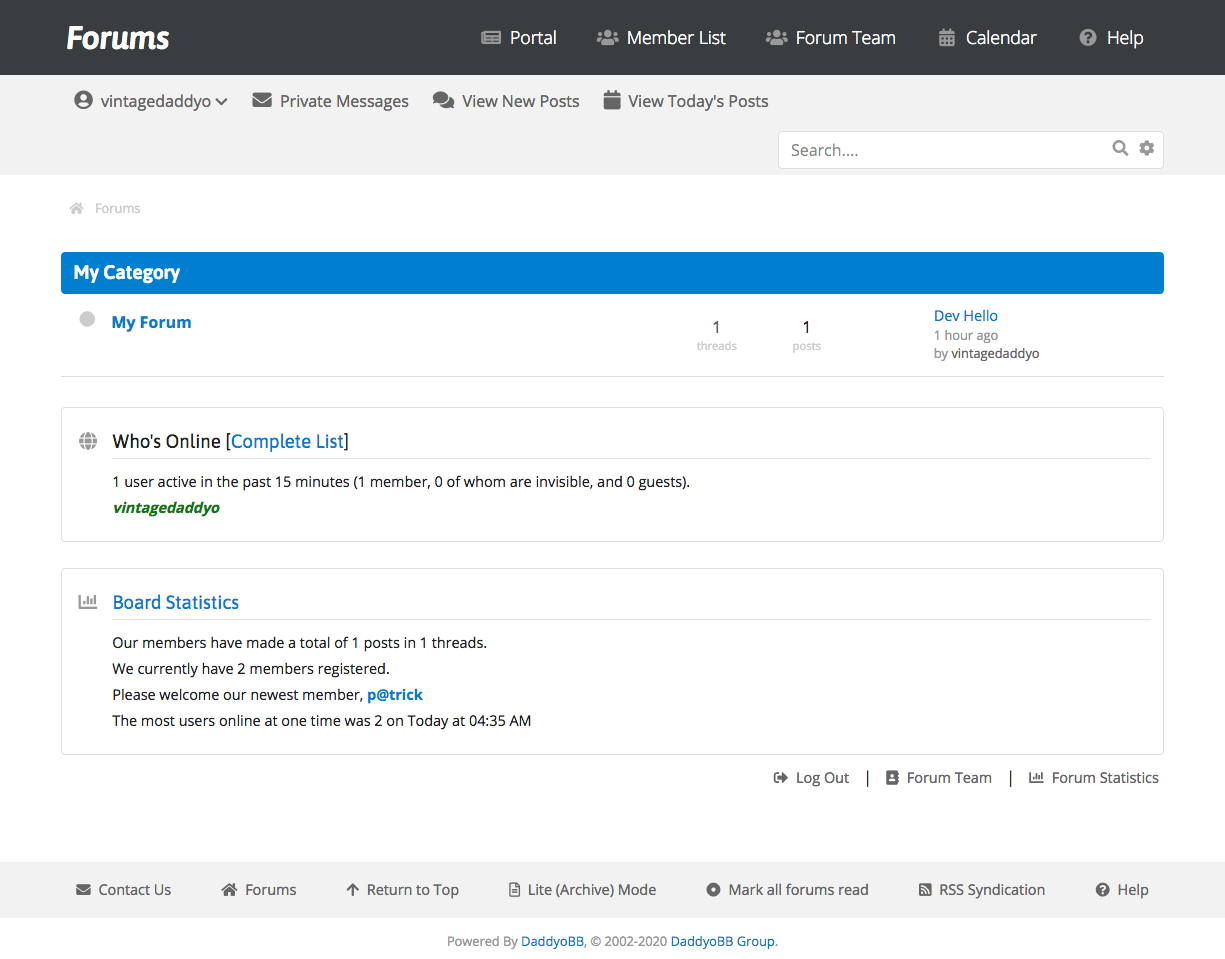 Forums
Portal
Member List
Forum Team
Calendar
Help
vintagedaddyo
Private Messages
View New Posts
View Today's Posts
Search....
Forums
My Category
My Forum
1
threads
1
posts
Dev Hello
1 hour ago
by vintagedaddyo
Who's Online [Complete List]
1 user active in the past 15 minutes (1 member, 0 of whom are invisible, and 0 guests).
vintagedaddyo
Board Statistics
Our members have made a total of 1 posts in 1 threads.
We currently have 2 members registered.
Please welcome our newest member, p@trick
The most users online at one time was 2 on Today at 04:35 AM
Log Out | Forum Team | Forum Statistics
Contact Us
Forums
Return to Top
Lite (Archive) Mode
Mark all forums read
RSS Syndication
Help
Powered By DaddyoBB, © 2002-2020 DaddyoBB Group.